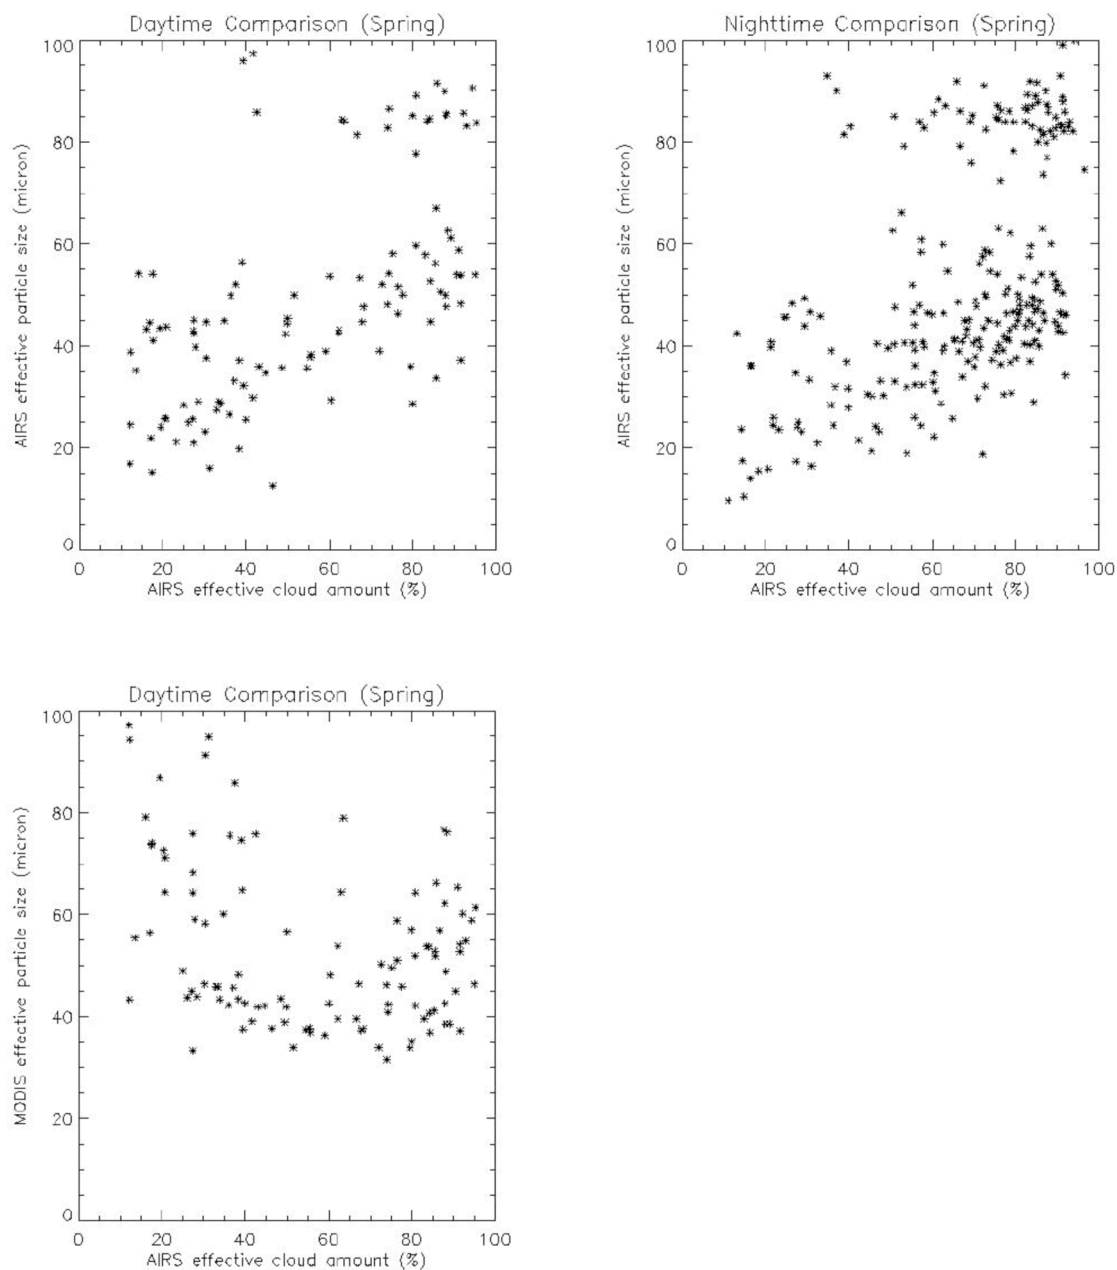 Daytime Comparison (Spring)
100
80
60
40
20
0
AIRS effective particle size (micron)
0 20 40 60 80 100
AIRS effective cloud amount (%)
Nighttime Comparison (Spring)
100
80
60
40
20
0
AIRS effective particle size (micron)
0 20 40 60 80 100
AIRS effective cloud amount (%)
Daytime Comparison (Spring)
100
80
60
40
20
0
MODIS effective particle size (micron)
0 20 40 60 80 100
AIRS effective cloud amount (%)